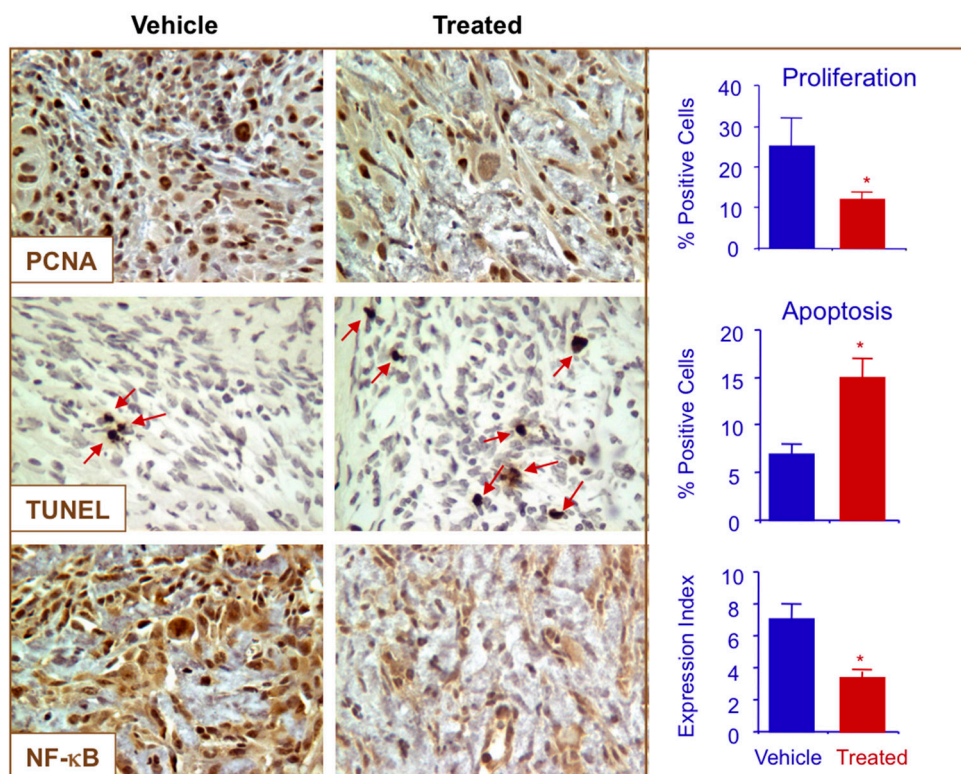 Vehicle Treated
PCNA
TUNEL
NF-κB
Proliferation
% Positive Cells
40
30
20
10
0
*
Apoptosis
% Positive Cells
20
15
10
5
0
*
Expression Index
10
8
6
4
2
0
*
Vehicle Treated